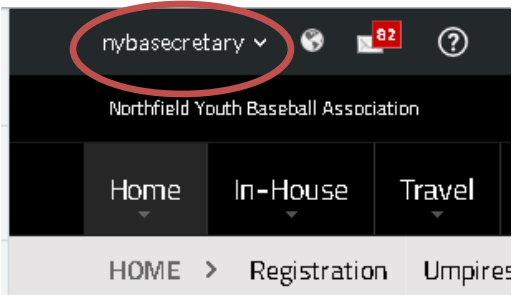 nybasecretary 82 ?
Northfield Youth Baseball Association
Home In-House Travel
HOME > Registration Umpires